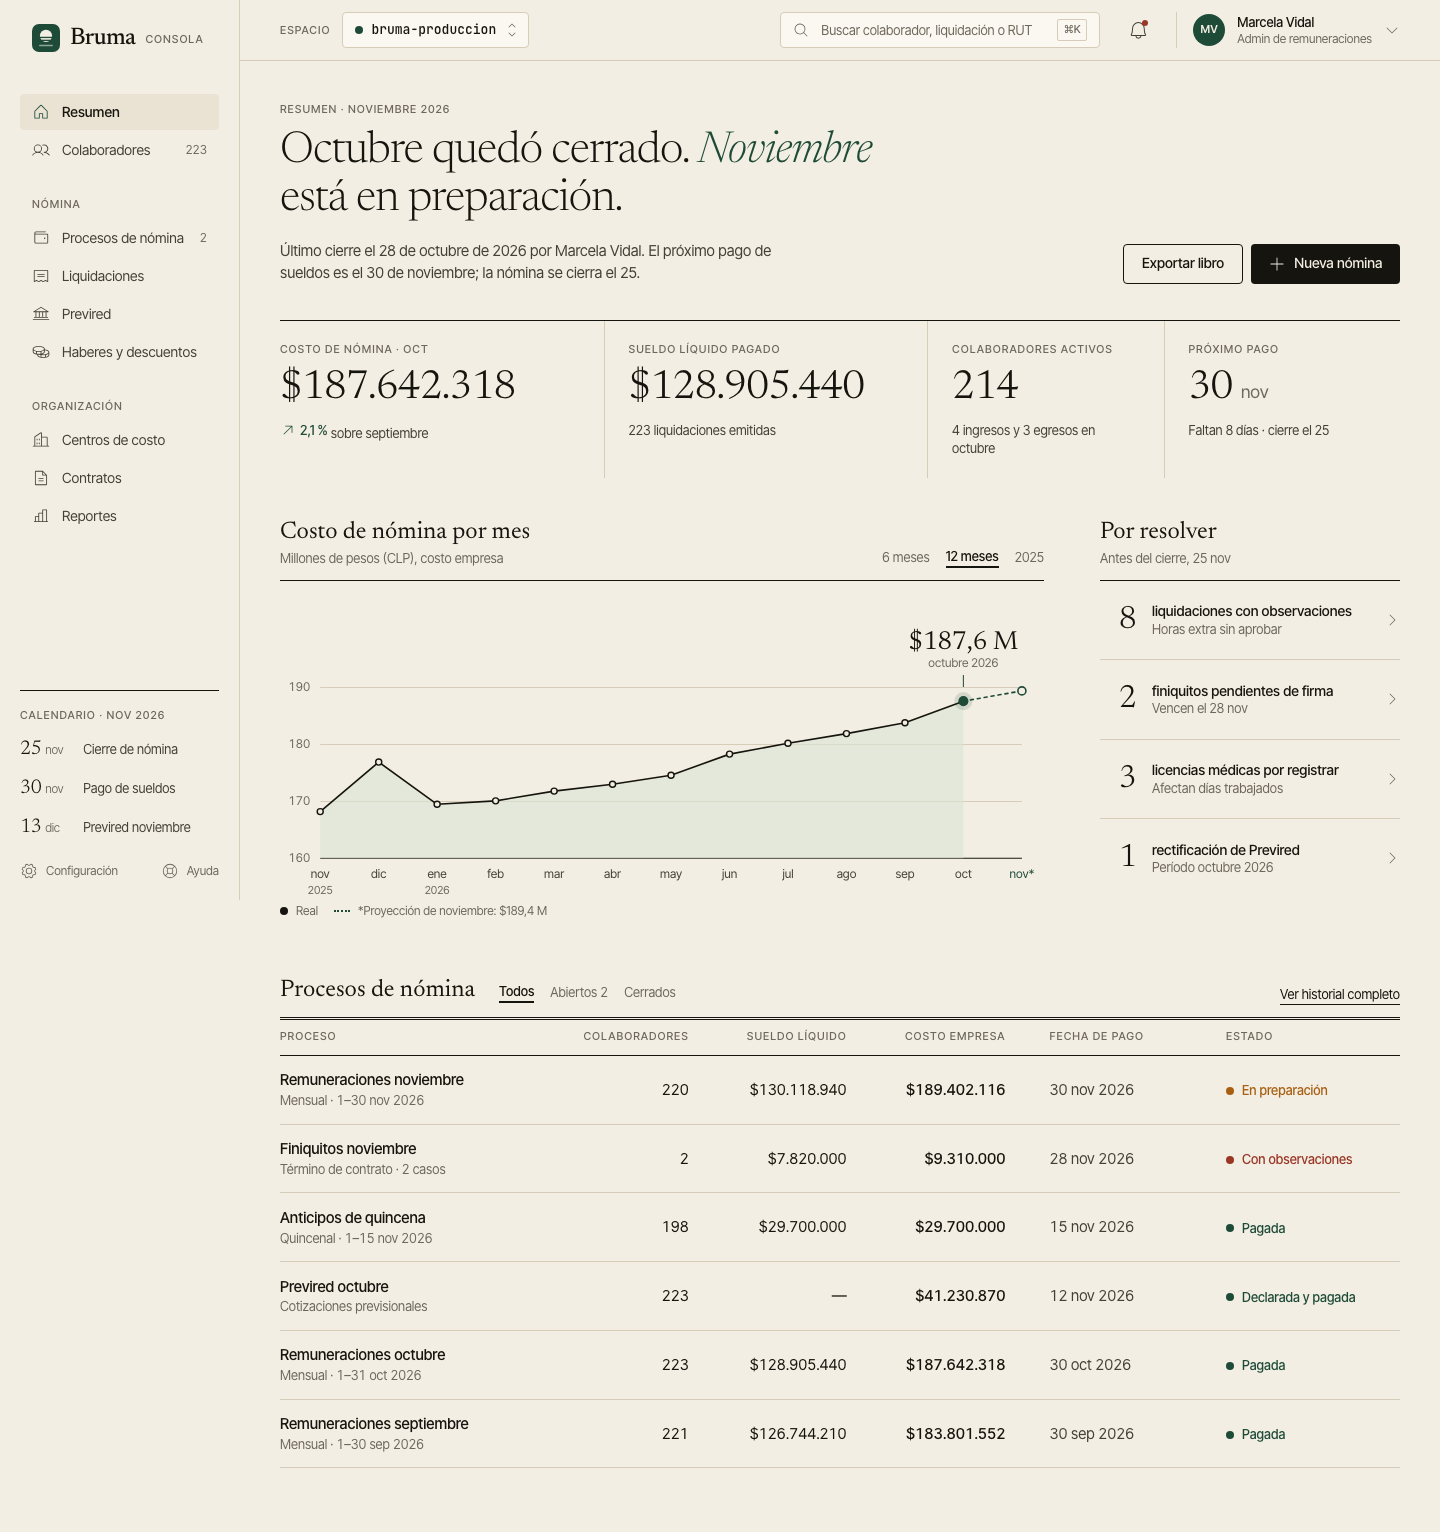 Bruma CONSOLA
Resumen
Colaboradores 223
NÓMINA
Procesos de nómina 2
Liquidaciones
Previred
Haberes y descuentos
ORGANIZACIÓN
Centros de costo
Contratos
Reportes
CALENDARIO · NOV 2026
25 nov Cierre de nómina
30 nov Pago de sueldos
13 dic Previred noviembre
Configuración Ayuda
ESPACIO bruma-produccion
Buscar colaborador, liquidación o RUT ⌘K
MV
Marcela Vidal
Admin de remuneraciones
RESUMEN · NOVIEMBRE 2026
Octubre quedó cerrado. Noviembre
está en preparación.
Último cierre el 28 de octubre de 2026 por Marcela Vidal. El próximo pago de
sueldos es el 30 de noviembre; la nómina se cierra el 25.
Exportar libro
Nueva nómina
COSTO DE NÓMINA · OCT
$187.642.318
2,1 % sobre septiembre
SUELDO LÍQUIDO PAGADO
$128.905.440
223 liquidaciones emitidas
COLABORADORES ACTIVOS
214
4 ingresos y 3 egresos en
octubre
PRÓXIMO PAGO
30 nov
Faltan 8 días · cierre el 25
Costo de nómina por mes
Millones de pesos (CLP), costo empresa
6 meses 12 meses 2025
$187,6 M
octubre 2026
190
180
170
160
nov dic ene feb mar abr may jun jul ago sep oct nov*
2025 2026
Real *Proyección de noviembre: $189,4 M
Por resolver
Antes del cierre, 25 nov
8 liquidaciones con observaciones
Horas extra sin aprobar
2 finiquitos pendientes de firma
Vencen el 28 nov
3 licencias médicas por registrar
Afectan días trabajados
1 rectificación de Previred
Período octubre 2026
Procesos de nómina Todos Abiertos 2 Cerrados Ver historial completo
PROCESO COLABORADORES SUELDO LÍQUIDO COSTO EMPRESA FECHA DE PAGO ESTADO
Remuneraciones noviembre 220 $130.118.940 $189.402.116 30 nov 2026 En preparación
Mensual · 1–30 nov 2026
Finiquitos noviembre 2 $7.820.000 $9.310.000 28 nov 2026 Con observaciones
Término de contrato · 2 casos
Anticipos de quincena 198 $29.700.000 $29.700.000 15 nov 2026 Pagada
Quincenal · 1–15 nov 2026
Previred octubre 223 — $41.230.870 12 nov 2026 Declarada y pagada
Cotizaciones previsionales
Remuneraciones octubre 223 $128.905.440 $187.642.318 30 oct 2026 Pagada
Mensual · 1–31 oct 2026
Remuneraciones septiembre 221 $126.744.210 $183.801.552 30 sep 2026 Pagada
Mensual · 1–30 sep 2026